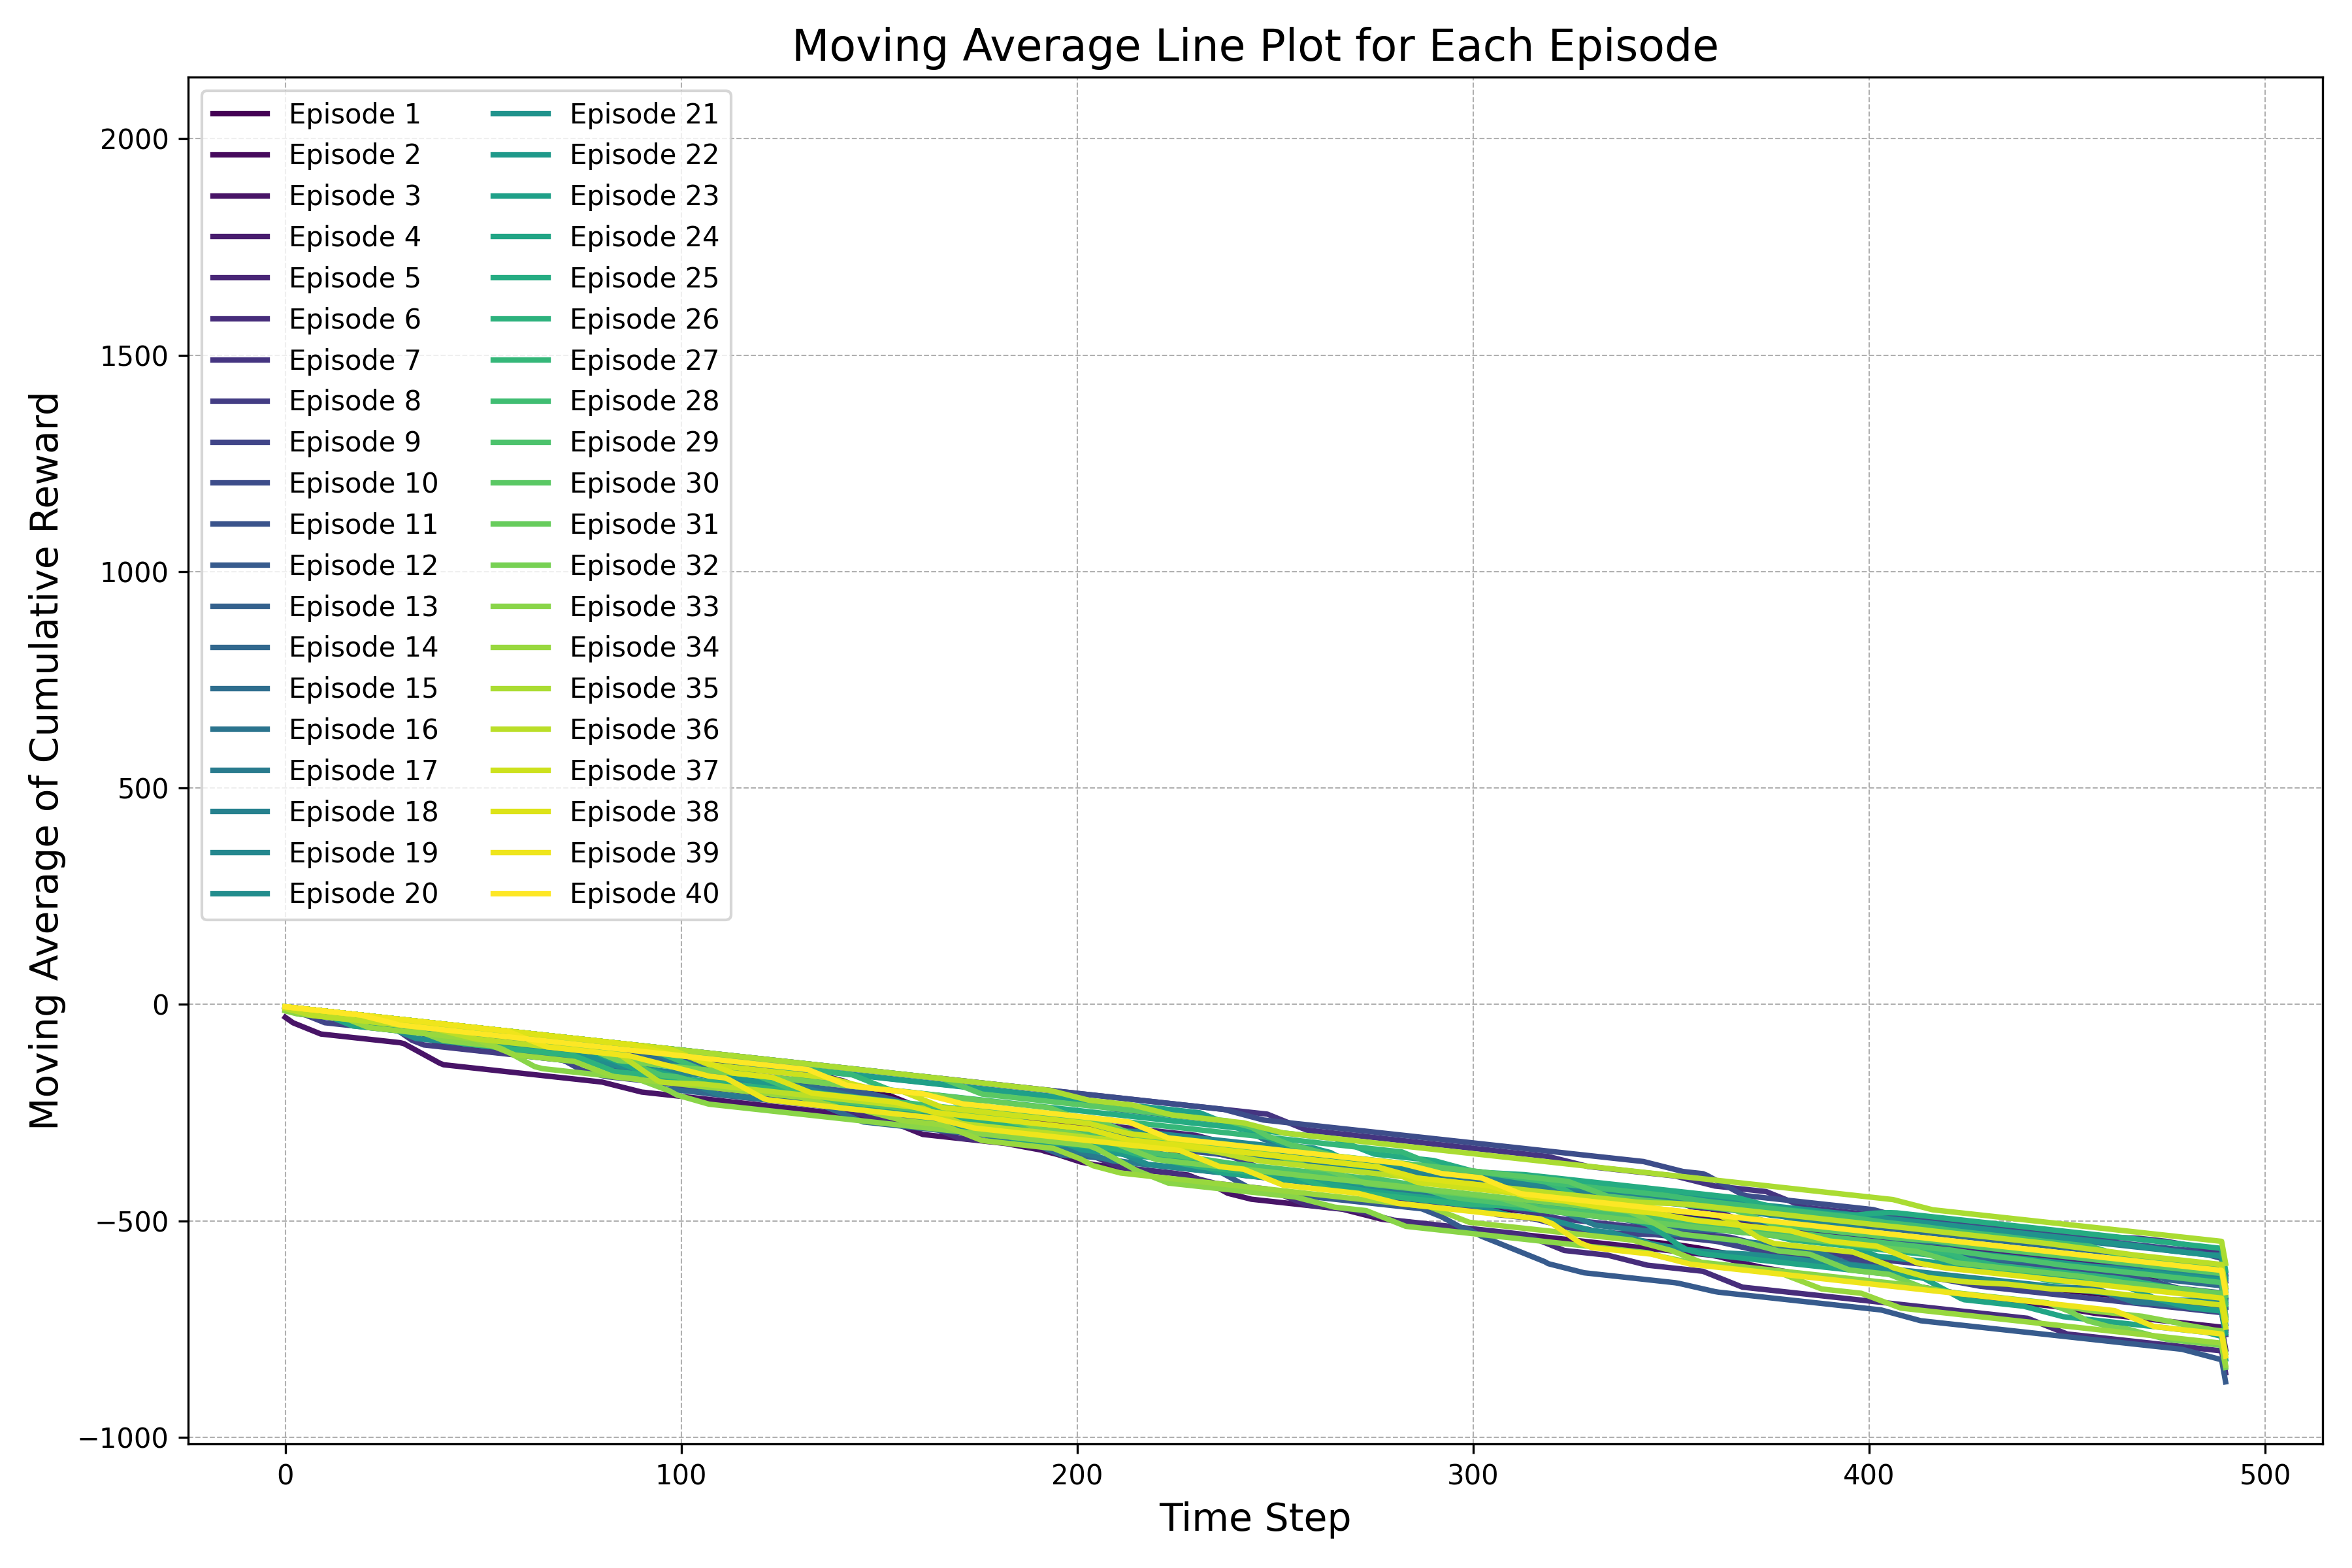 Moving Average Line Plot for Each Episode
Moving Average of Cumulative Reward
2000
1500
1000
500
0
−500
−1000
Episode 1
Episode 2
Episode 3
Episode 4
Episode 5
Episode 6
Episode 7
Episode 8
Episode 9
Episode 10
Episode 11
Episode 12
Episode 13
Episode 14
Episode 15
Episode 16
Episode 17
Episode 18
Episode 19
Episode 20
Episode 21
Episode 22
Episode 23
Episode 24
Episode 25
Episode 26
Episode 27
Episode 28
Episode 29
Episode 30
Episode 31
Episode 32
Episode 33
Episode 34
Episode 35
Episode 36
Episode 37
Episode 38
Episode 39
Episode 40
0 100 200 300 400 500
Time Step